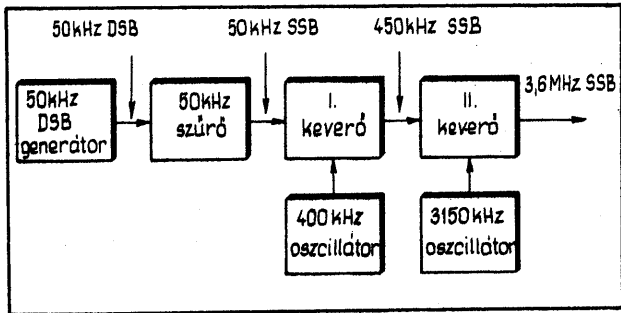 50kHz DSB
50kHz SSB
450kHz SSB
3,6MHz SSB
50kHz
DSB
generátor
50kHz
szűrő
I.
keverő
II.
keverő
400kHz
oszcillátor
3150kHz
oszcillátor